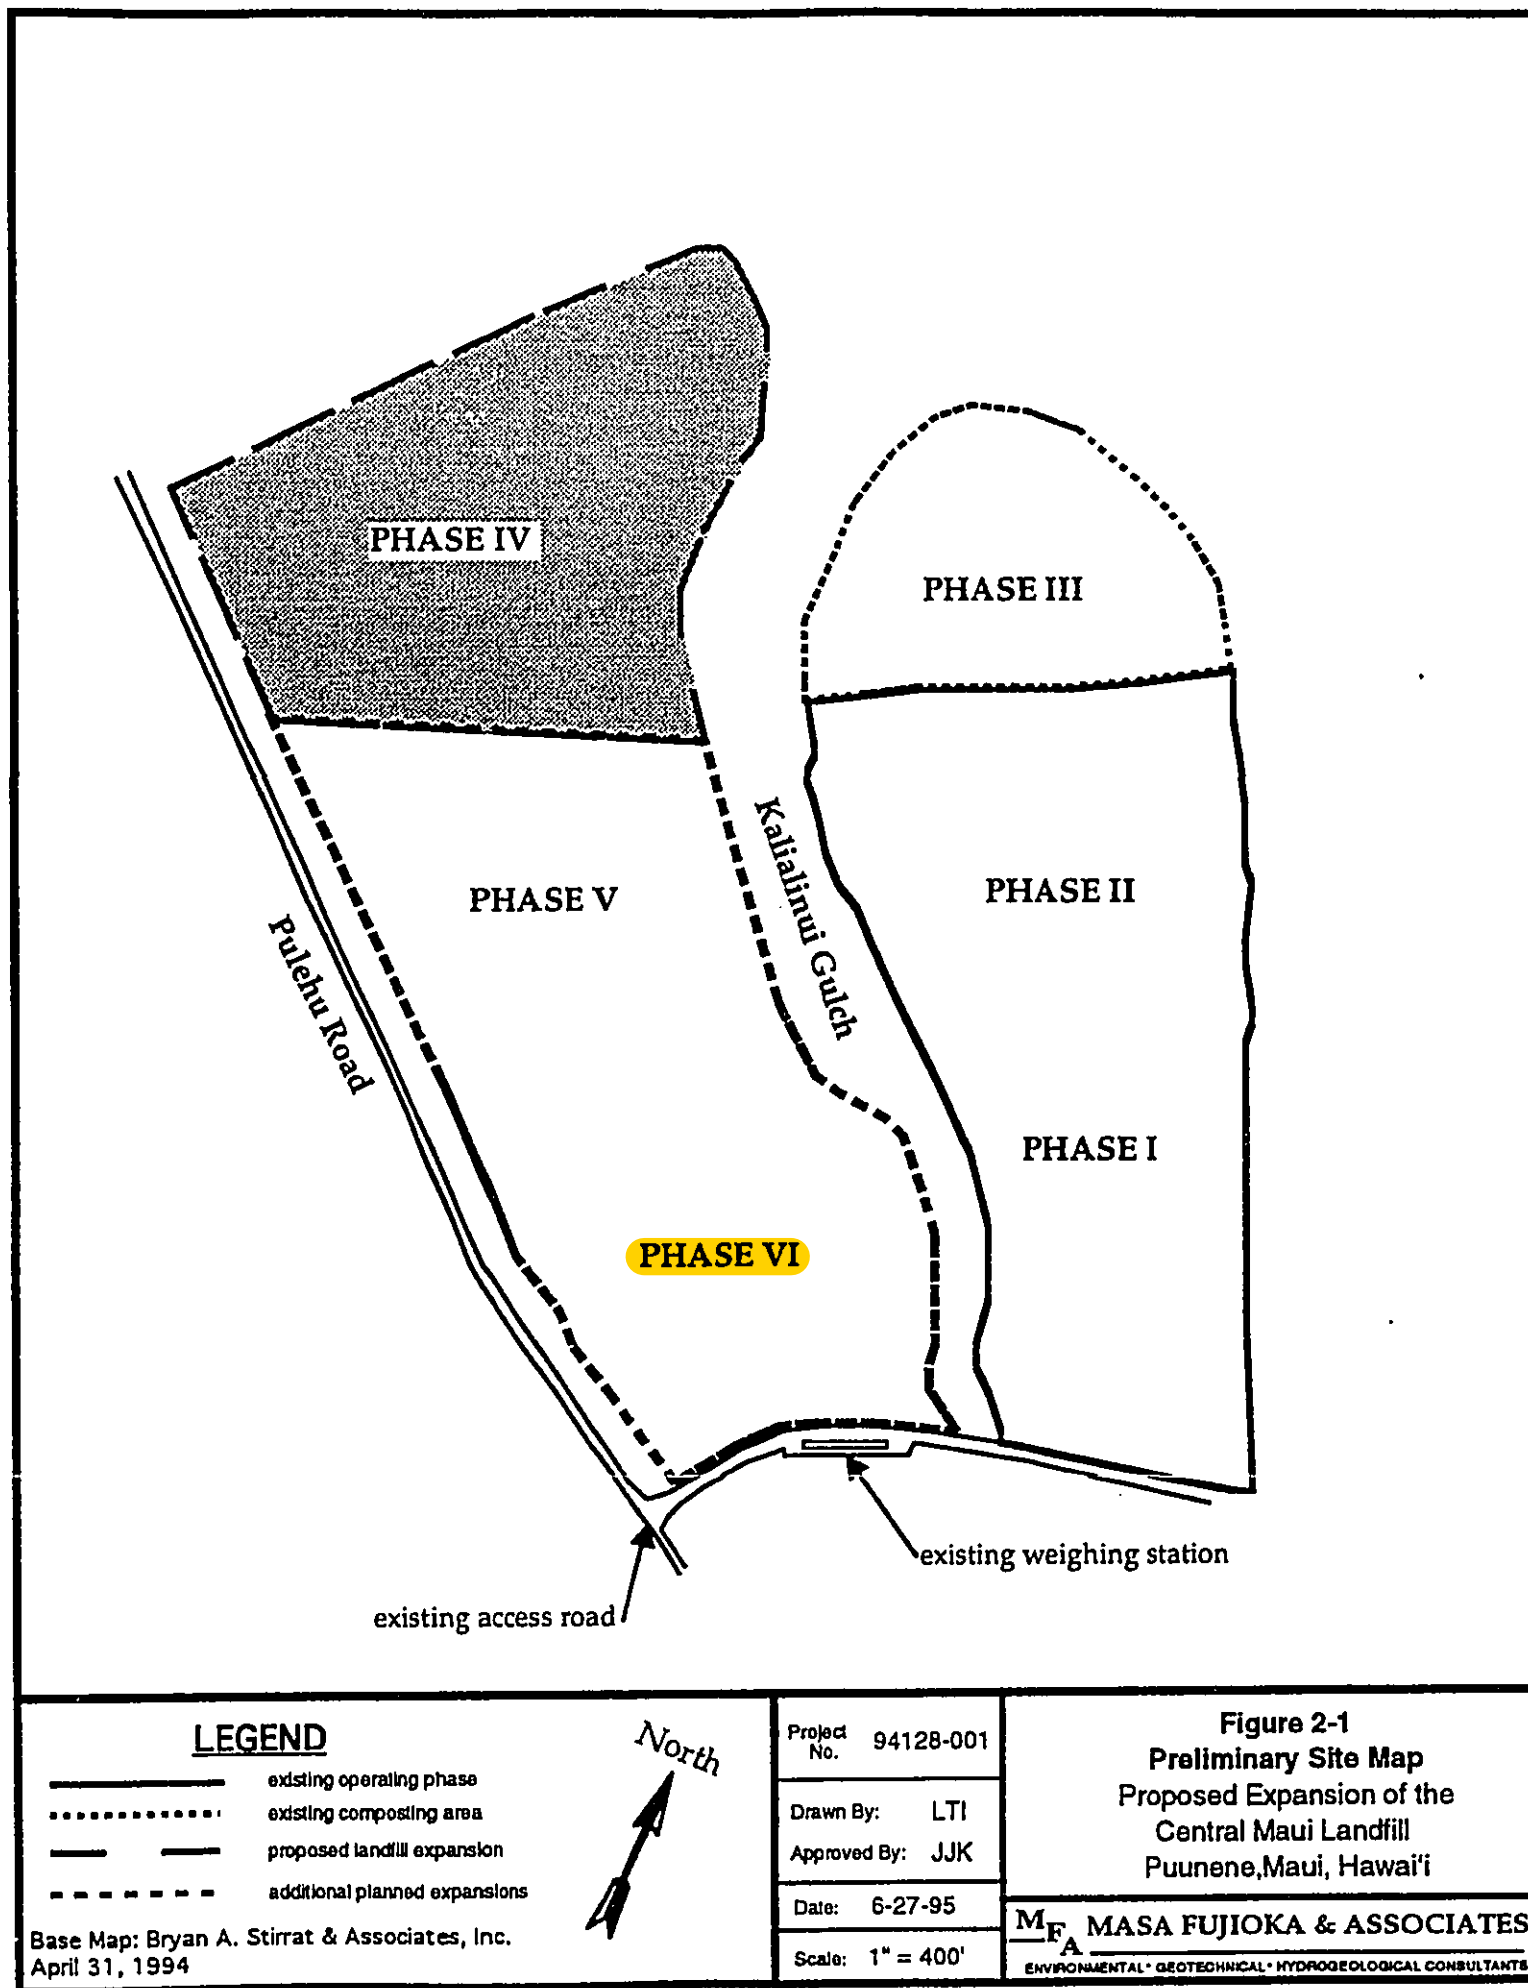 PHASE IV
PHASE III
Kalialinui Gulch
PHASE V
PHASE II
Pulehu Road
PHASE I
PHASE VI
existing weighing station
existing access road
LEGEND
existing operating phase
existing composting area
proposed landfill expansion
additional planned expansions
Base Map: Bryan A. Stirrat & Associates, Inc.
April 31, 1994
North
Project
No. 94128-001
Drawn By: LTI
Approved By: JJK
Date: 6-27-95
Scale: 1" = 400'
Figure 2-1
Preliminary Site Map
Proposed Expansion of the
Central Maui Landfill
Puunene,Maui, Hawai'i
MFA MASA FUJIOKA & ASSOCIATES
ENVIRONMENTAL • GEOTECHNICAL • HYDROGEOLOGICAL CONSULTANTS